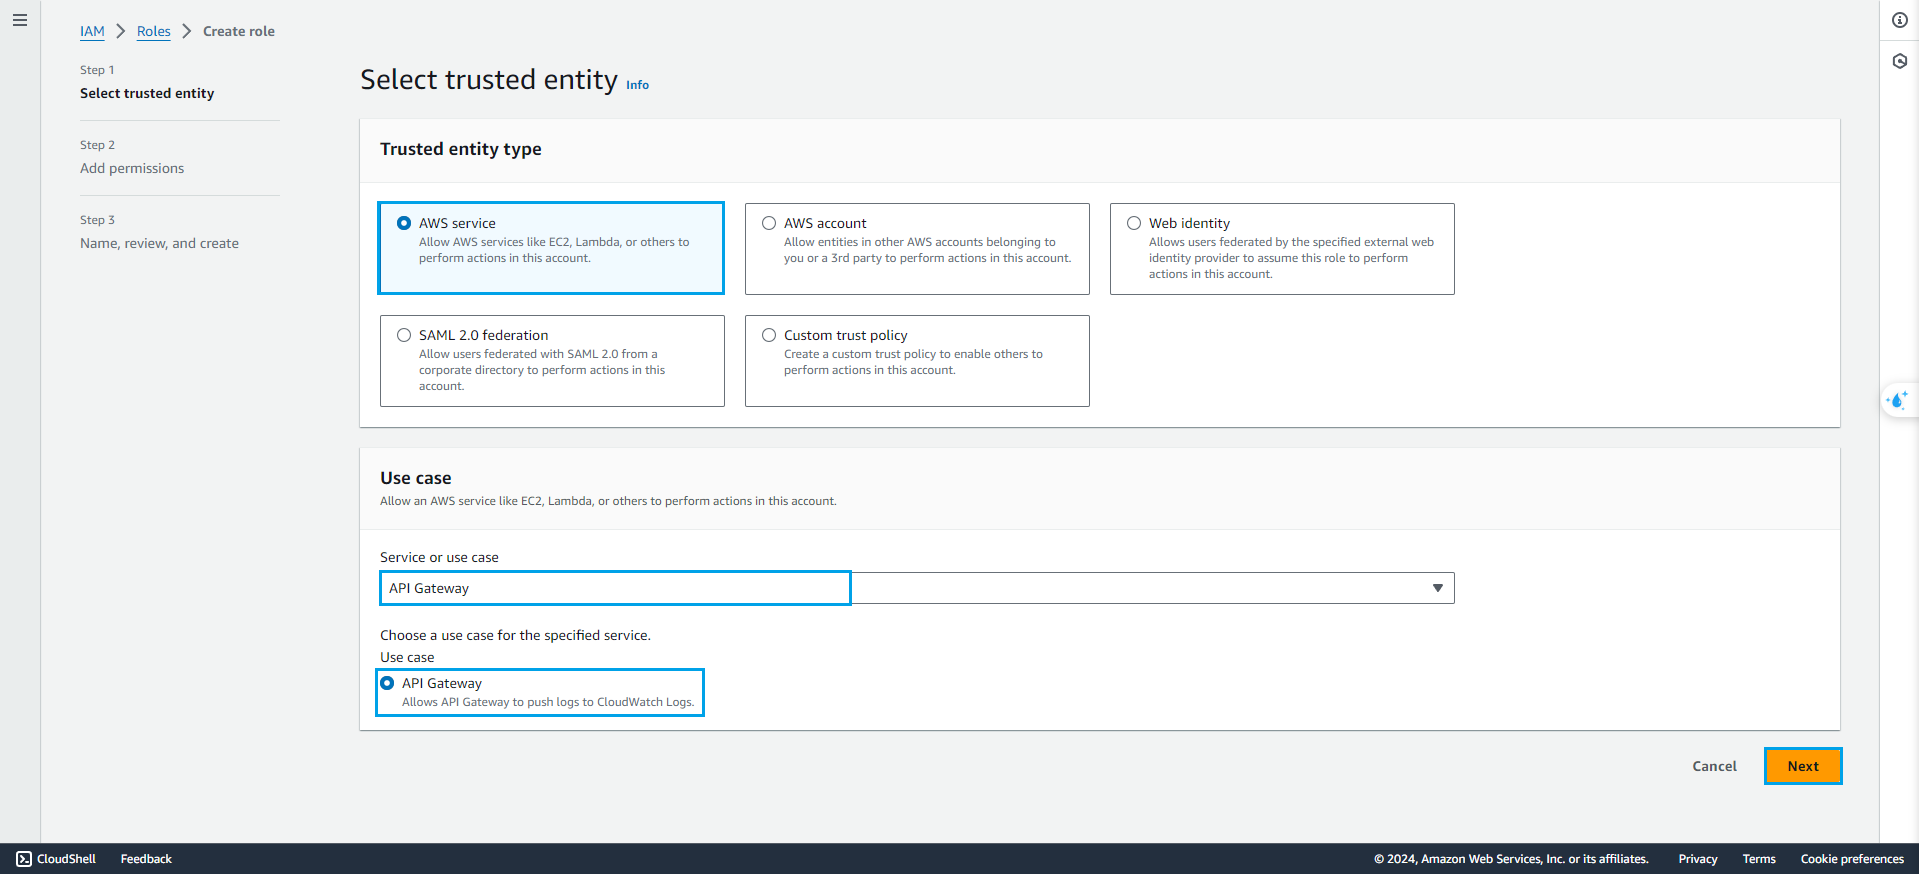 IAM > Roles > Create role
Step 1
Select trusted entity
Step 2
Add permissions
Step 3
Name, review, and create
Select trusted entity Info
Trusted entity type
AWS service
Allow AWS services like EC2, Lambda, or others to
perform actions in this account.
AWS account
Allow entities in other AWS accounts belonging to
you or a 3rd party to perform actions in this account.
Web identity
Allows users federated by the specified external web
identity provider to assume this role to perform
actions in this account.
SAML 2.0 federation
Allow users federated with SAML 2.0 from a
corporate directory to perform actions in this
account.
Custom trust policy
Create a custom trust policy to enable others to
perform actions in this account.
Use case
Allow an AWS service like EC2, Lambda, or others to perform actions in this account.
Service or use case
API Gateway
Choose a use case for the specified service.
Use case
API Gateway
Allows API Gateway to push logs to CloudWatch Logs.
Cancel Next
CloudShell Feedback © 2024, Amazon Web Services, Inc. or its affiliates. Privacy Terms Cookie preferences